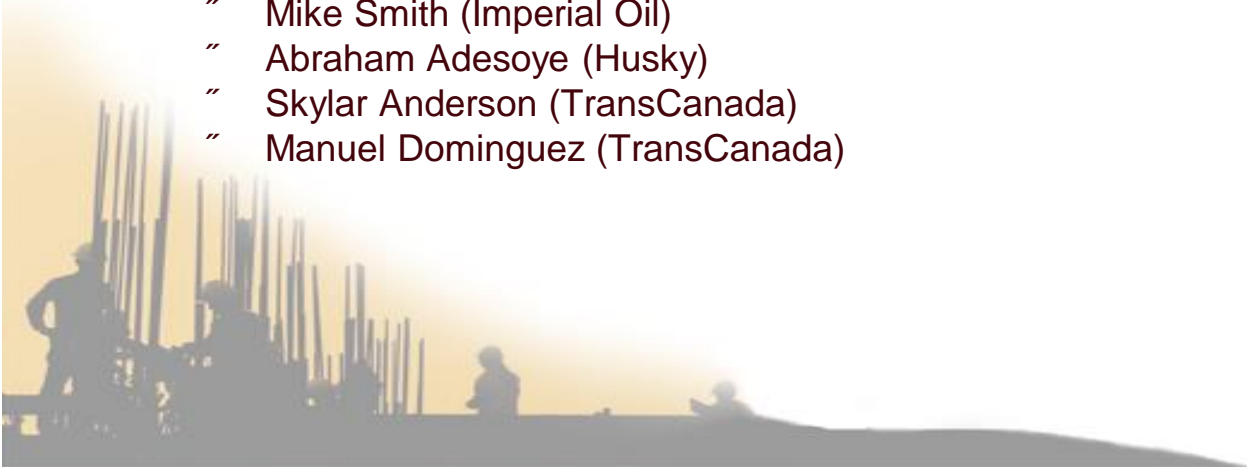 ˝ Mike Smith (Imperial Oil)
˝ Abraham Adesoye (Husky)
˝ Skylar Anderson (TransCanada)
˝ Manuel Dominguez (TransCanada)